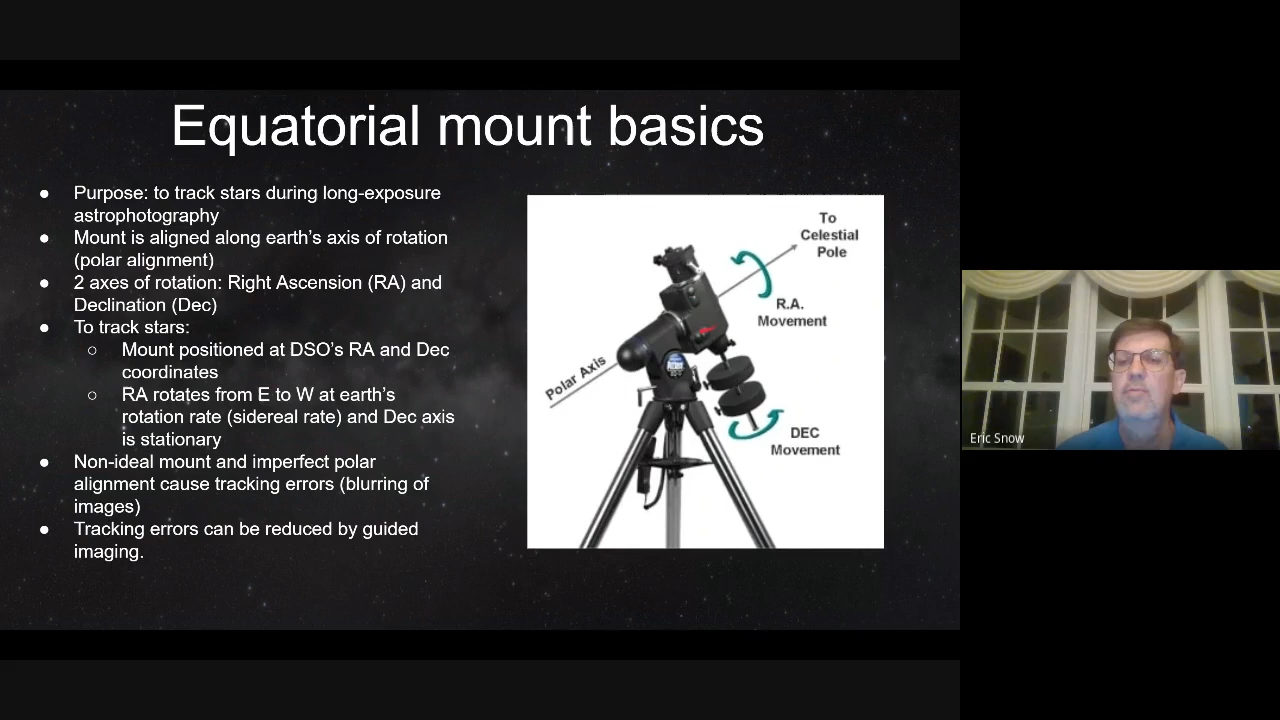 Equatorial mount basics
● Purpose: to track stars during long-exposure
astrophotography
● Mount is aligned along earth's axis of rotation
(polar alignment)
● 2 axes of rotation: Right Ascension (RA) and
Declination (Dec)
● To track stars:
○ Mount positioned at DSO's RA and Dec
coordinates
○ RA rotates from E to W at earth's
rotation rate (sidereal rate) and Dec axis
is stationary
● Non-ideal mount and imperfect polar
alignment cause tracking errors (blurring of
images)
● Tracking errors can be reduced by guided
imaging.
To
Celestial
Pole
R.A.
Movement
Polar Axis
DEC
Movement
Eric Snow